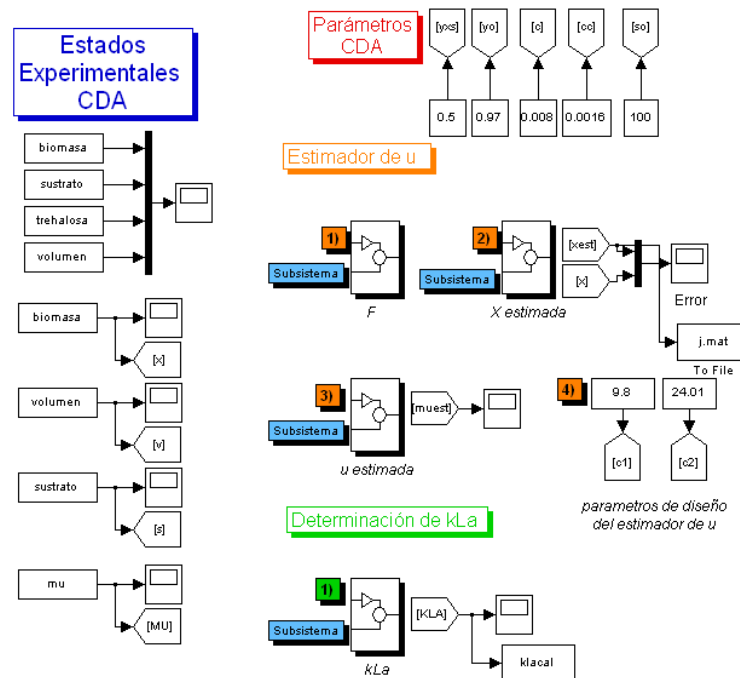 Estados
Experimentales
CDA
biomasa
sustrato
trehalosa
volumen
biomasa
[x]
volumen
[v]
sustrato
[s]
mu
[MU]
Parámetros
CDA
[yxs]
[yo]
[c]
[cc]
[so]
0.5
0.97
0.008
0.0016
100
Estimador de u
1)
Subsistema
F
2)
Subsistema
X estimada
[xest]
[x]
Error
j.mat
To File
3)
Subsistema
u estimada
[muest]
4)
9.8
24.01
[c1]
[c2]
parametros de diseño
del estimador de u
Determinación de kLa
1)
Subsistema
kLa
[KLA]
klacal